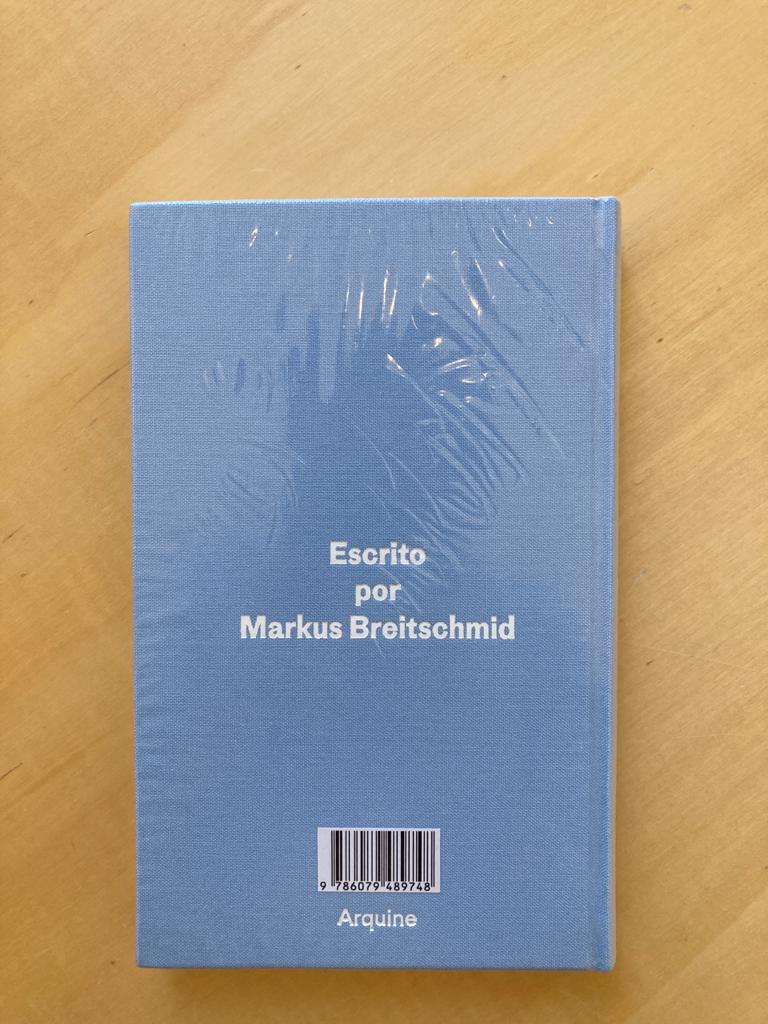 Escrito
por
Markus Breitschmid
9 786079 489748
Arquine